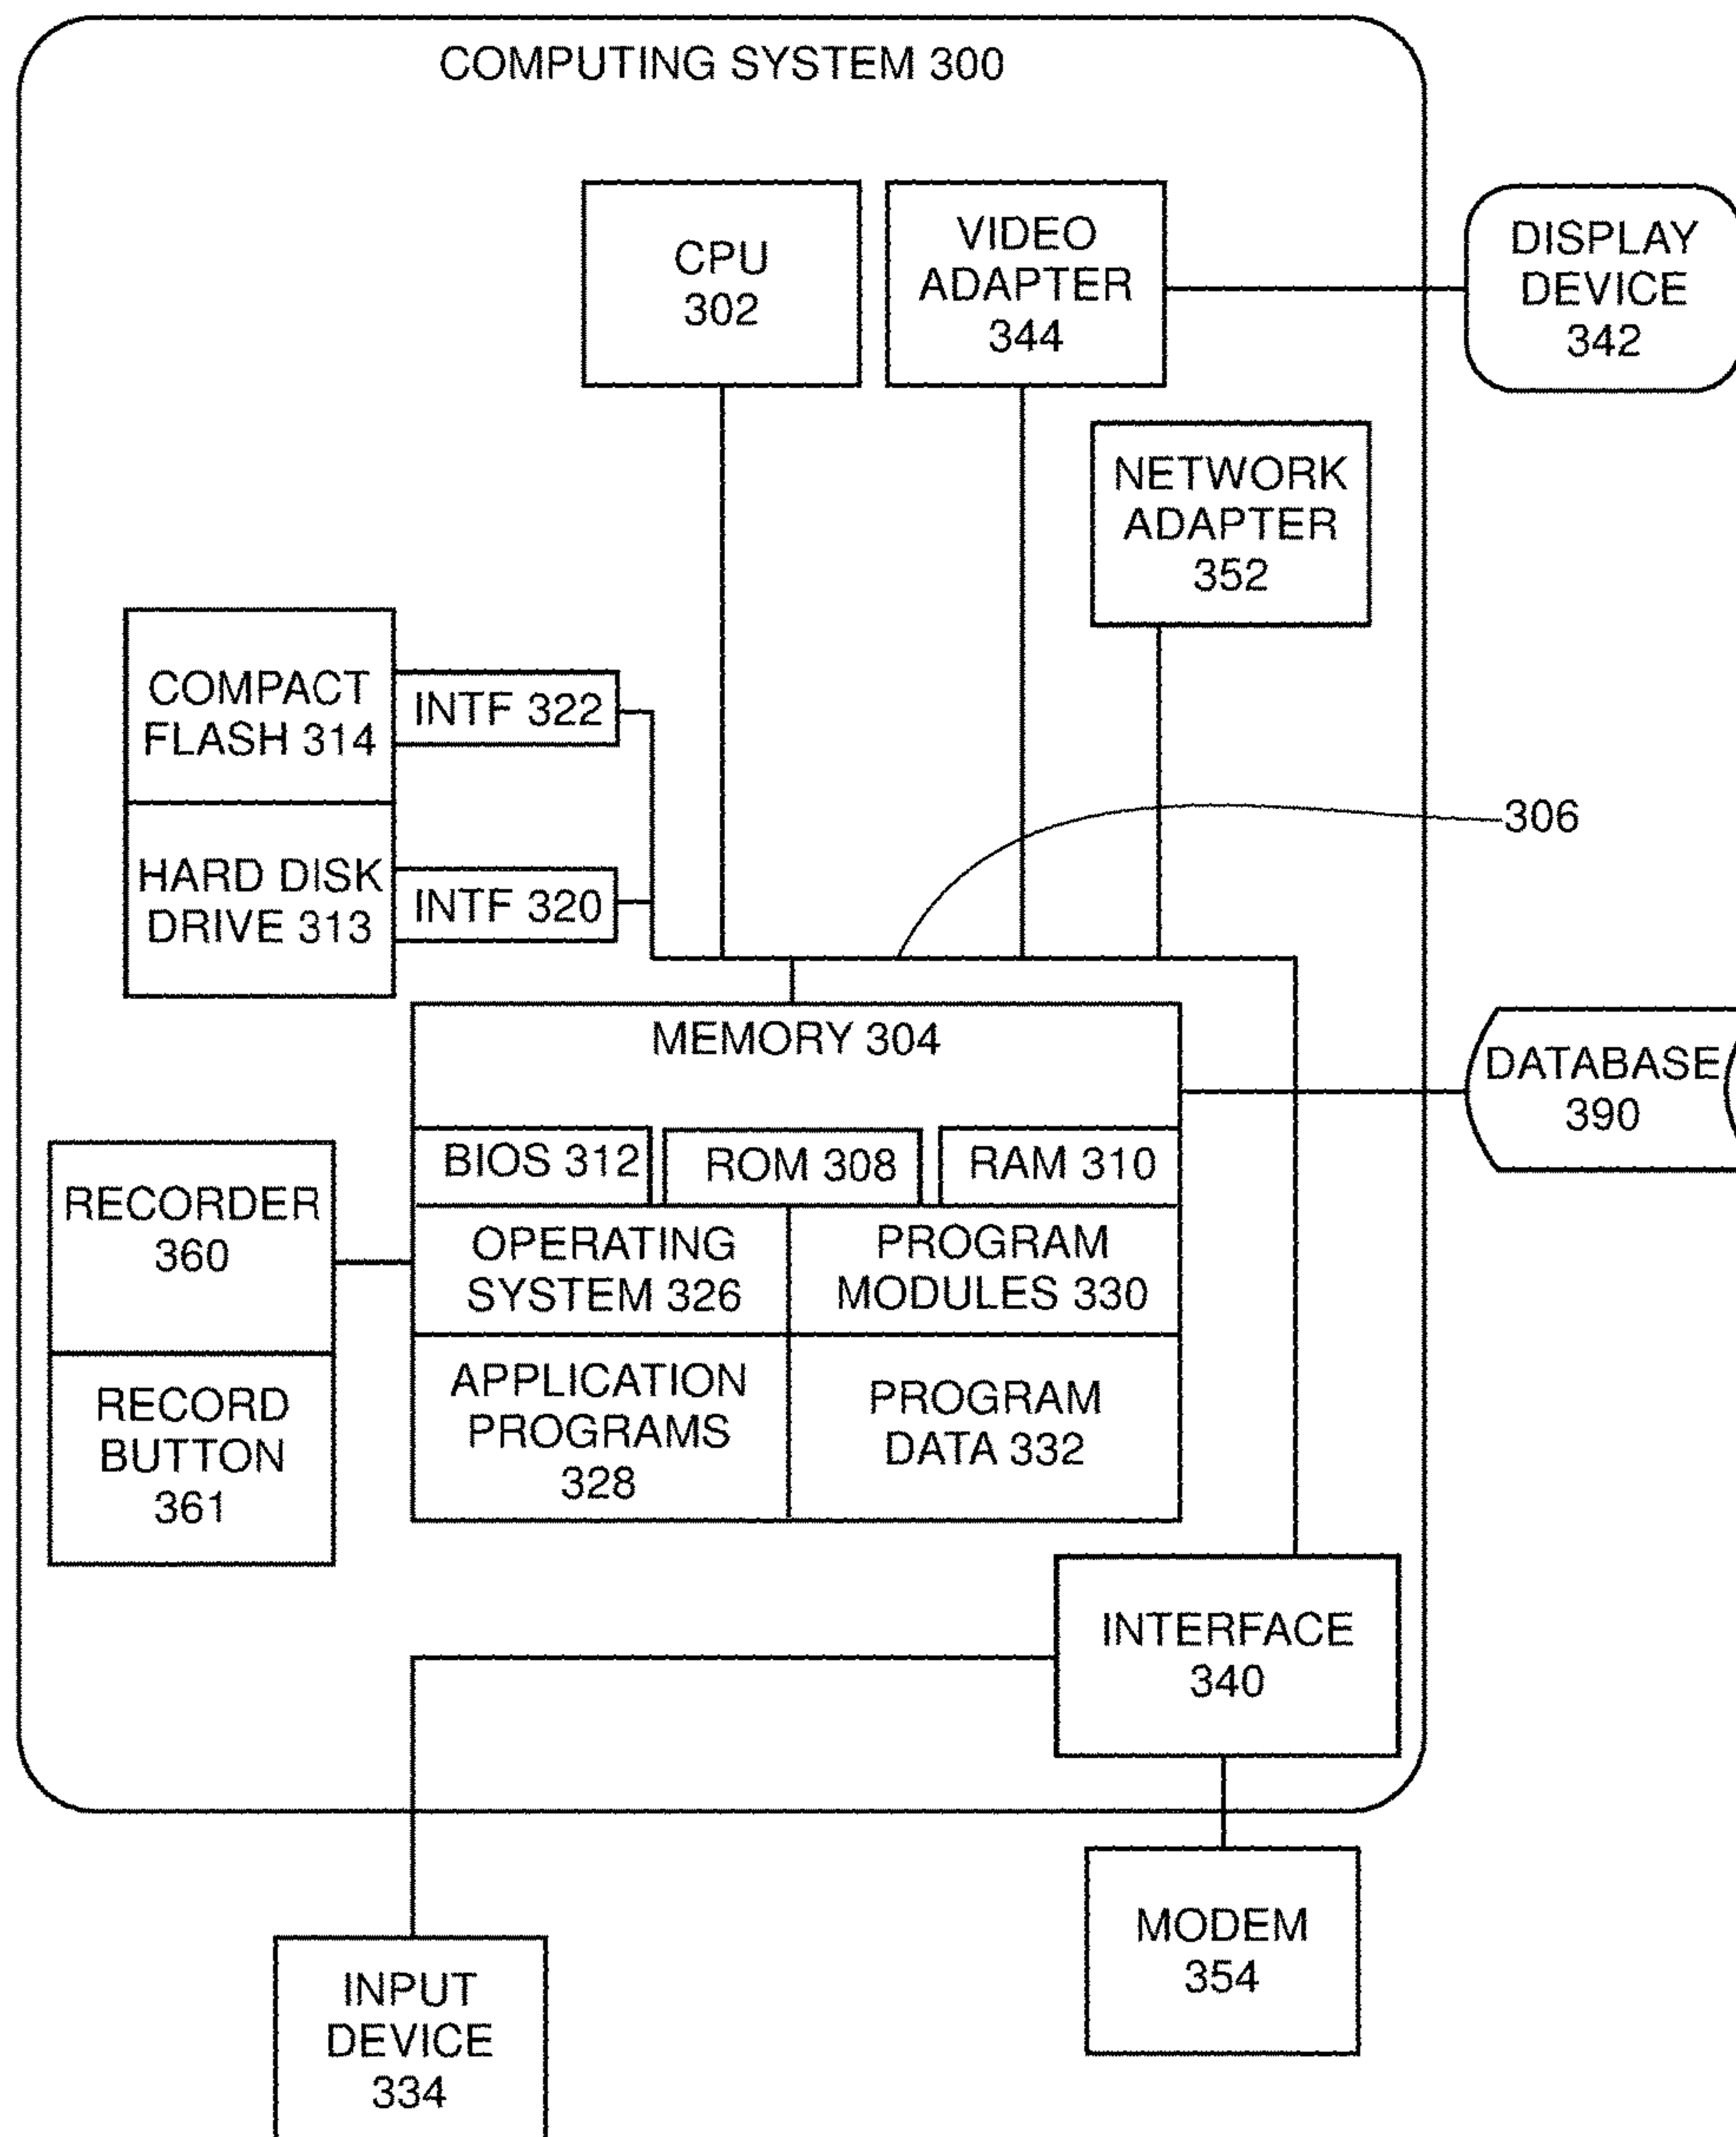 COMPUTING SYSTEM 300
CPU
302
VIDEO
ADAPTER
344
DISPLAY
DEVICE
342
NETWORK
ADAPTER
352
COMPACT
FLASH 314
INTF 322
HARD DISK
DRIVE 313
INTF 320
306
MEMORY 304
DATABASE
390
BIOS 312
ROM 308
RAM 310
RECORDER
360
OPERATING
SYSTEM 326
PROGRAM
MODULES 330
RECORD
BUTTON
361
APPLICATION
PROGRAMS
328
PROGRAM
DATA 332
INTERFACE
340
MODEM
354
INPUT
DEVICE
334